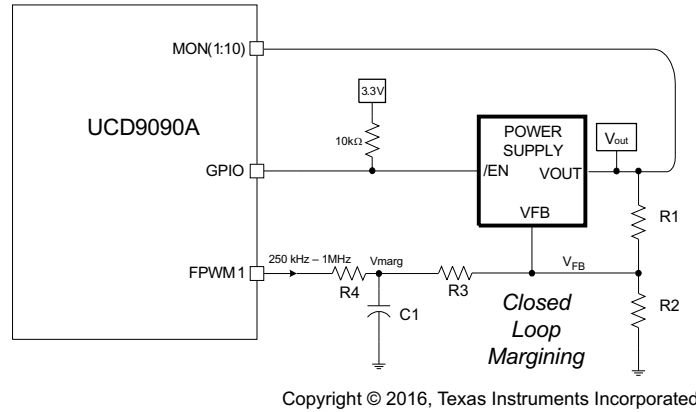 MON(1:10)
3.3V
UCD9090A
10kΩ
POWER
SUPPLY
Vout
GPIO
/EN
VOUT
R1
VFB
250 kHz – 1MHz
Vmarg
VFB
FPWM1
R4
R3
R2
C1
Closed
Loop
Margining
Copyright © 2016, Texas Instruments Incorporated